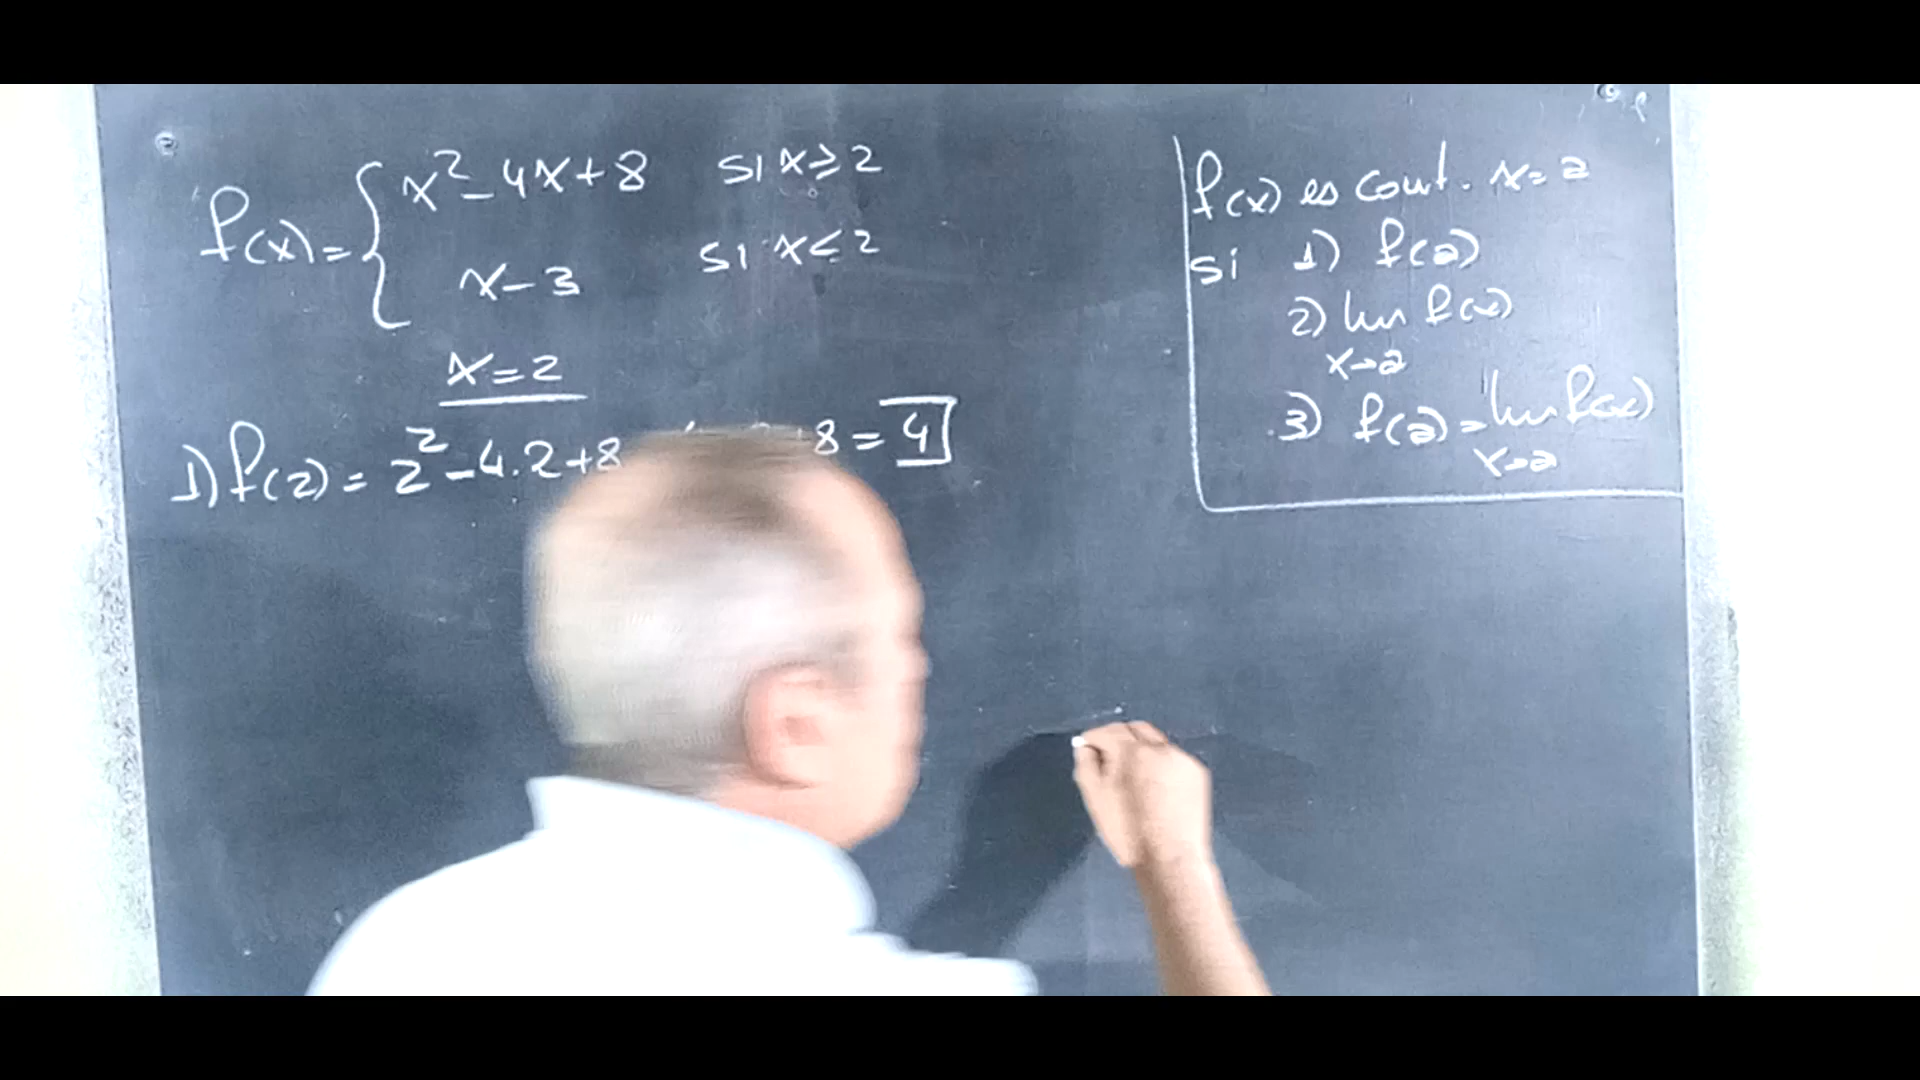 f(x) = { x² - 4x + 8 si x ≥ 2
x - 3 si x < 2
x = 2
1) f(2) = 2² - 4.2 + 8 + 8 = 4
f(x) es cont. x = a
si 1) f(a)
2) lim f(x)
x→a
3) f(a) = lim f(x)
x→a